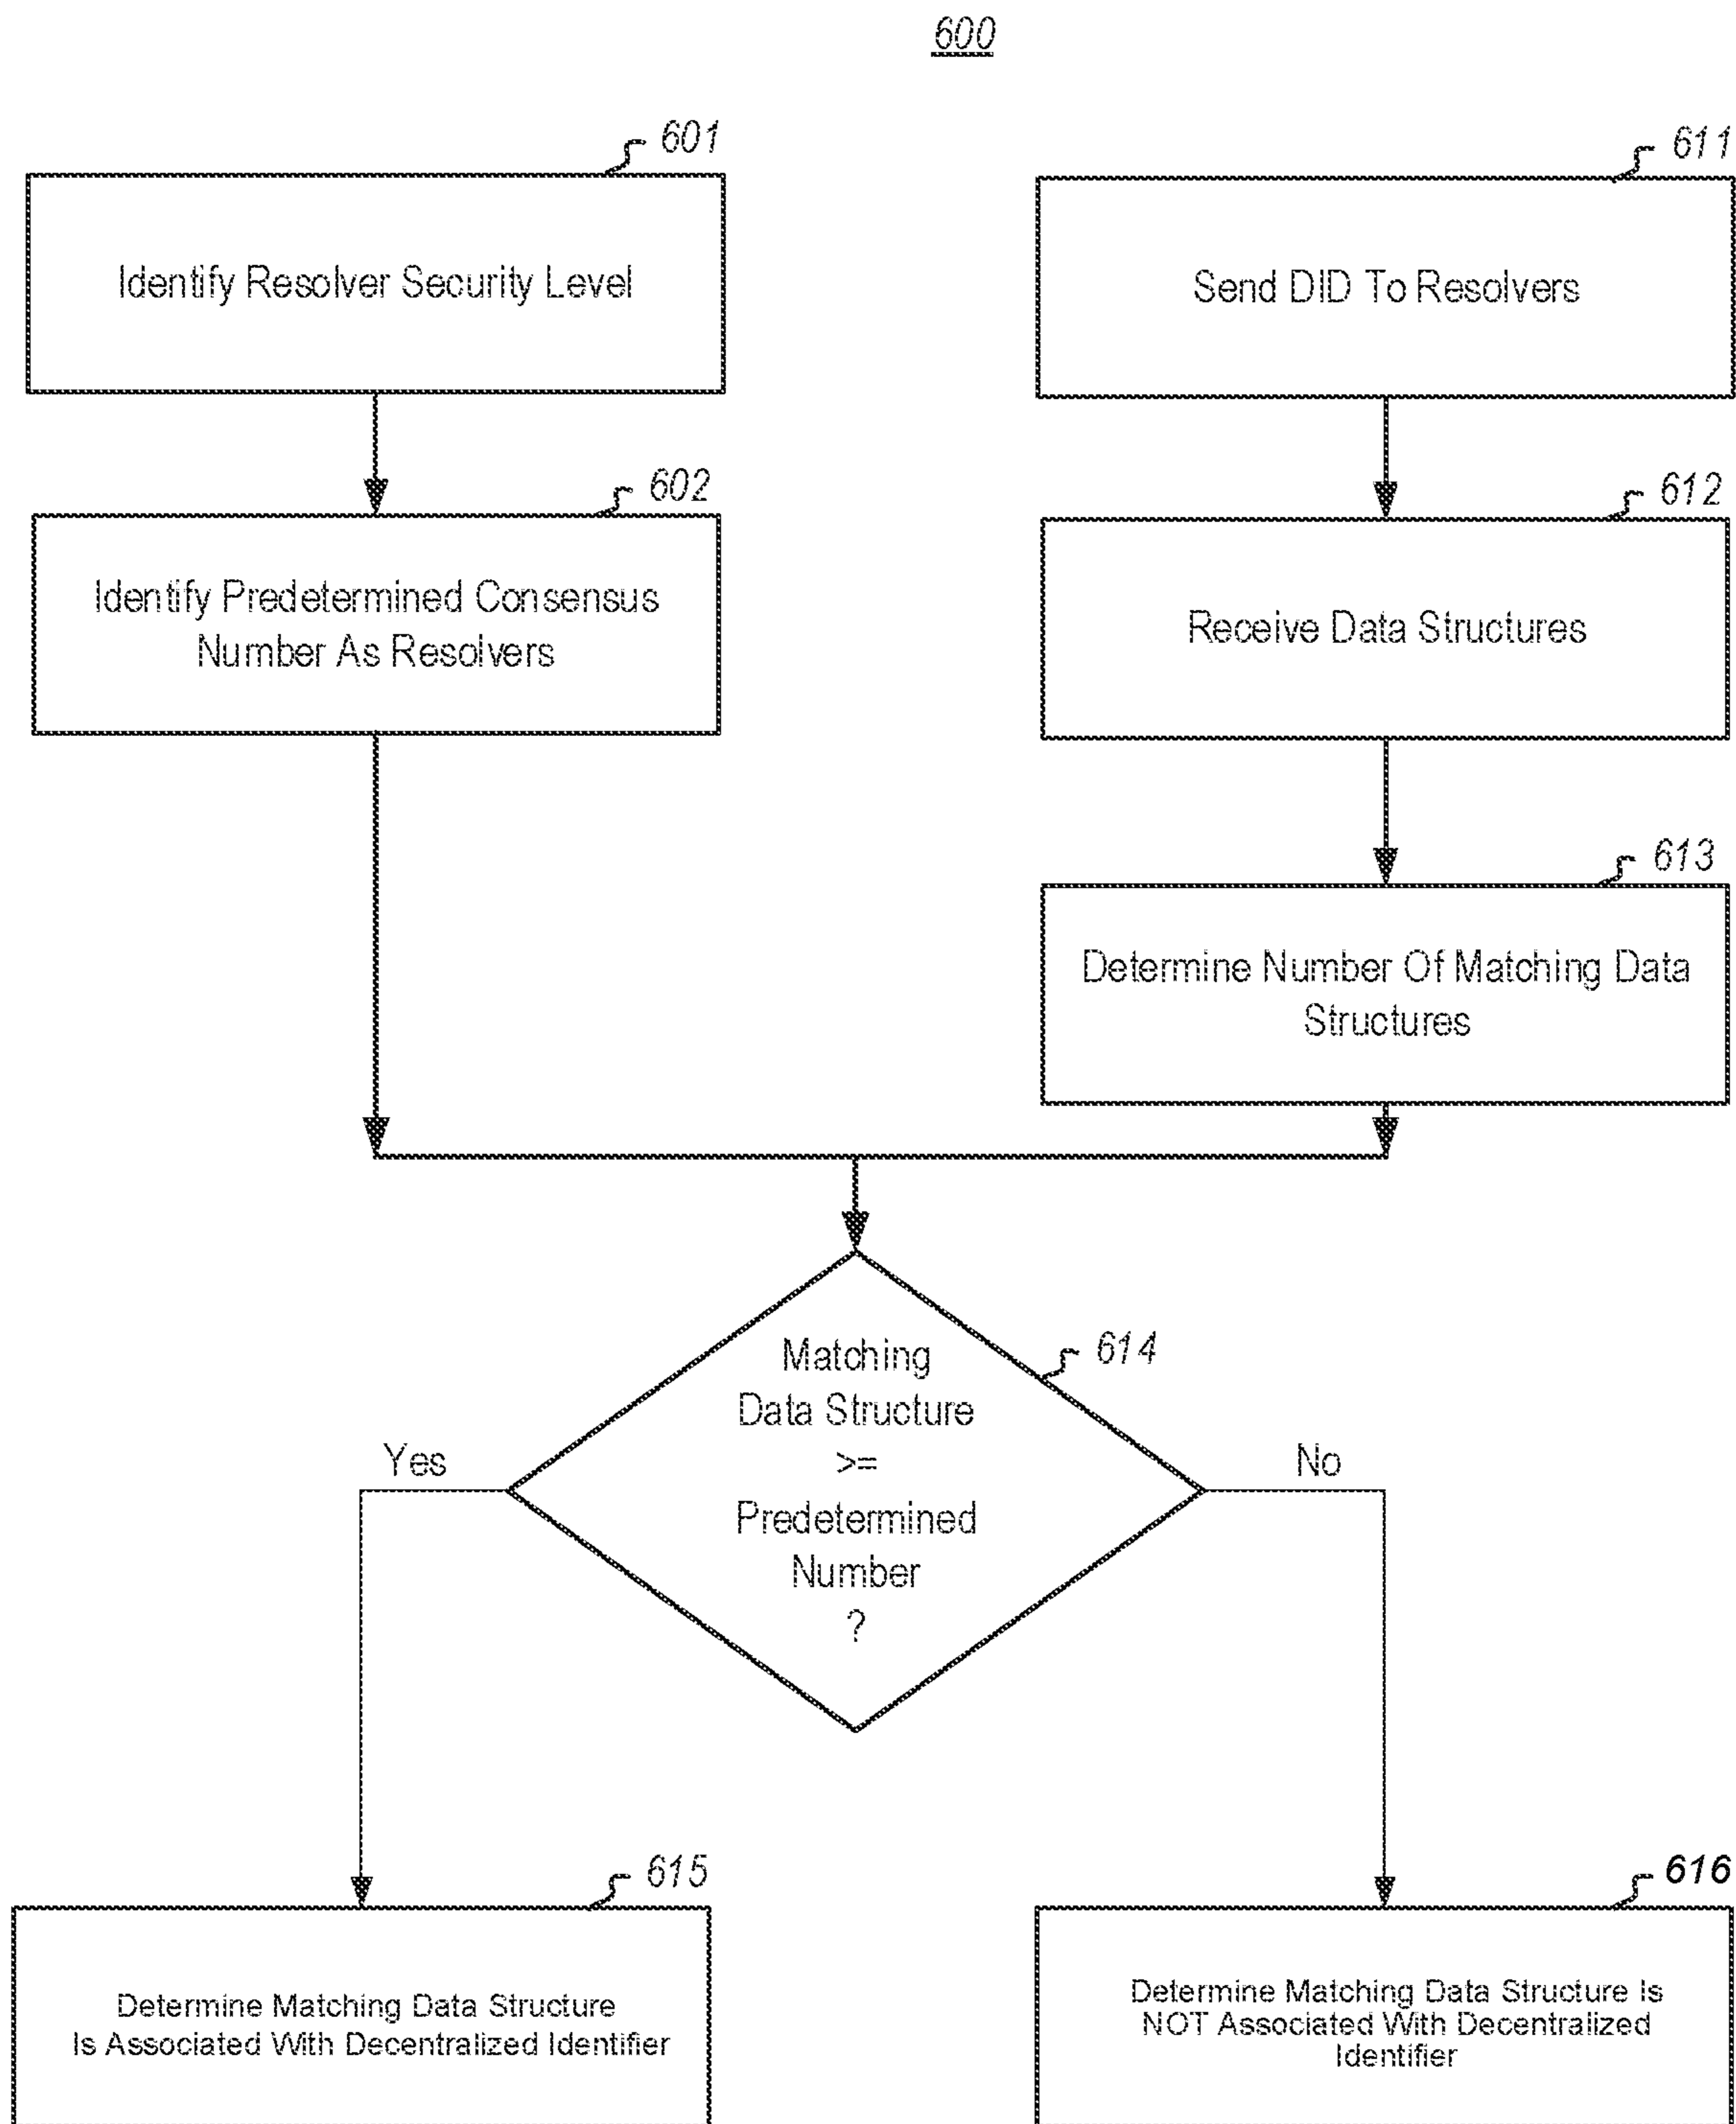 600
601
Identify Resolver Security Level
602
Identify Predetermined Consensus
Number As Resolvers
611
Send DID To Resolvers
612
Receive Data Structures
613
Determine Number Of Matching Data
Structures
614
Matching
Data Structure
>=
Predetermined
Number
?
Yes
No
615
Determine Matching Data Structure
Is Associated With Decentralized Identifier
616
Determine Matching Data Structure Is
NOT Associated With Decentralized
Identifier